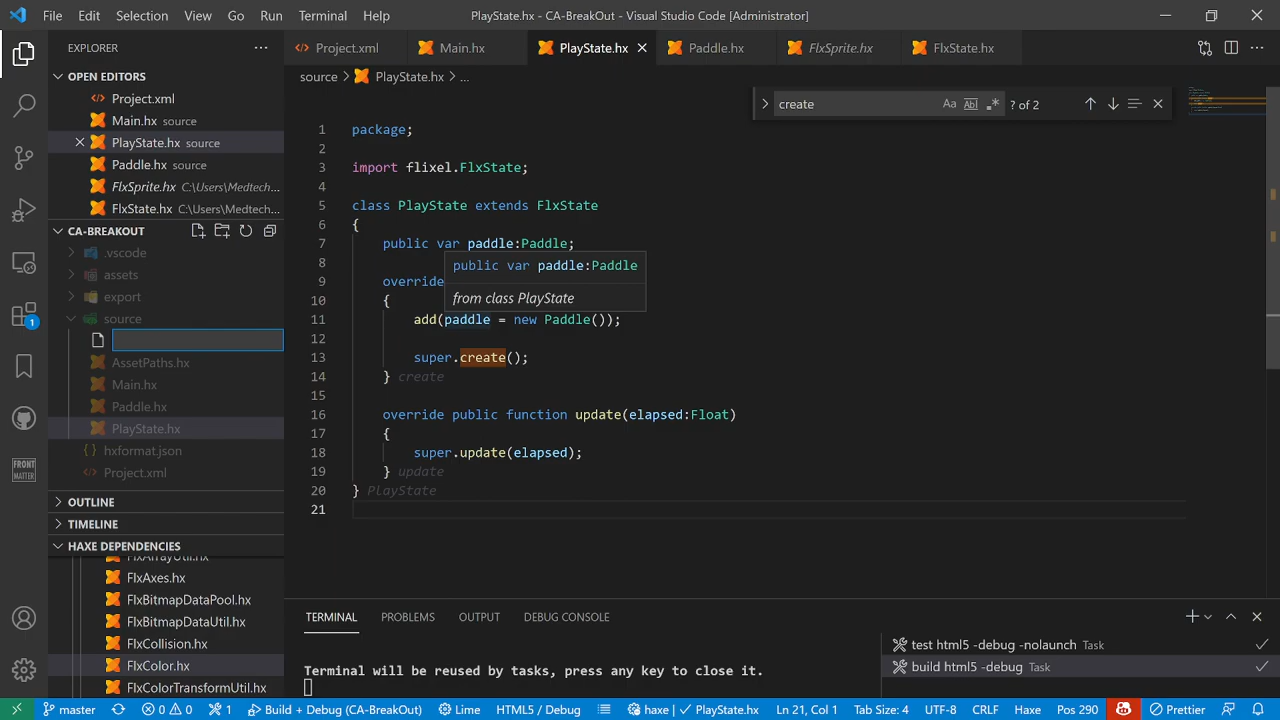 File Edit Selection View Go Run Terminal Help
PlayState.hx - CA-BreakOut - Visual Studio Code [Administrator]
EXPLORER
OPEN EDITORS
Project.xml
Main.hx source
PlayState.hx source
Paddle.hx source
FlxSprite.hx C:\Users\Medtech...
FlxState.hx C:\Users\Medtech...
CA-BREAKOUT
.vscode
assets
export
source
AssetPaths.hx
Main.hx
Paddle.hx
PlayState.hx
hxformat.json
Project.xml
OUTLINE
TIMELINE
HAXE DEPENDENCIES
FlxArrayUtil.hx
FlxAxes.hx
FlxBitmapDataPool.hx
FlxBitmapDataUtil.hx
FlxCollision.hx
FlxColor.hx
FlxColorTransformUtil.hx
1
FRONT
MATTER
Project.xml Main.hx PlayState.hx Paddle.hx FlxSprite.hx FlxState.hx
source > PlayState.hx > ...
create Aa Abl .* ? of 2
1 package;
2
3 import flixel.FlxState;
4
5 class PlayState extends FlxState
6 {
7 public var paddle:Paddle;
8
public var paddle:Paddle
from class PlayState
9 override
10 {
11 add(paddle = new Paddle());
12
13 super.create();
14 } create
15
16 override public function update(elapsed:Float)
17 {
18 super.update(elapsed);
19 } update
20 } PlayState
21
TERMINAL PROBLEMS OUTPUT DEBUG CONSOLE
Terminal will be reused by tasks, press any key to close it.
test html5 -debug -nolaunch Task
build html5 -debug Task
master 0 0 1 Build + Debug (CA-BreakOut) Lime HTML5 / Debug haxe | PlayState.hx Ln 21, Col 1 Tab Size: 4 UTF-8 CRLF Haxe Pos 290 Prettier